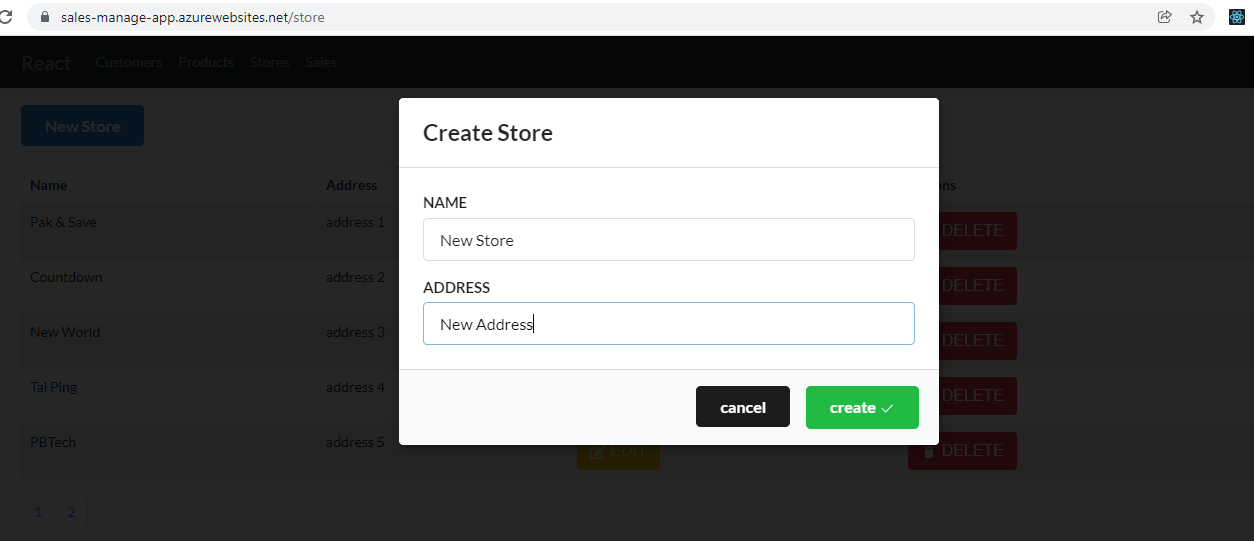 sales-manage-app.azurewebsites.net/store
React Customers Products Stores Sales
New Store
Create Store
NAME
New Store
ADDRESS
New Address
cancel create
Name Address ons
Pak & Save address 1 DELETE
Countdown address 2 DELETE
New World address 3 DELETE
Tai Ping address 4 DELETE
PBTech address 5 EDIT DELETE
1 2